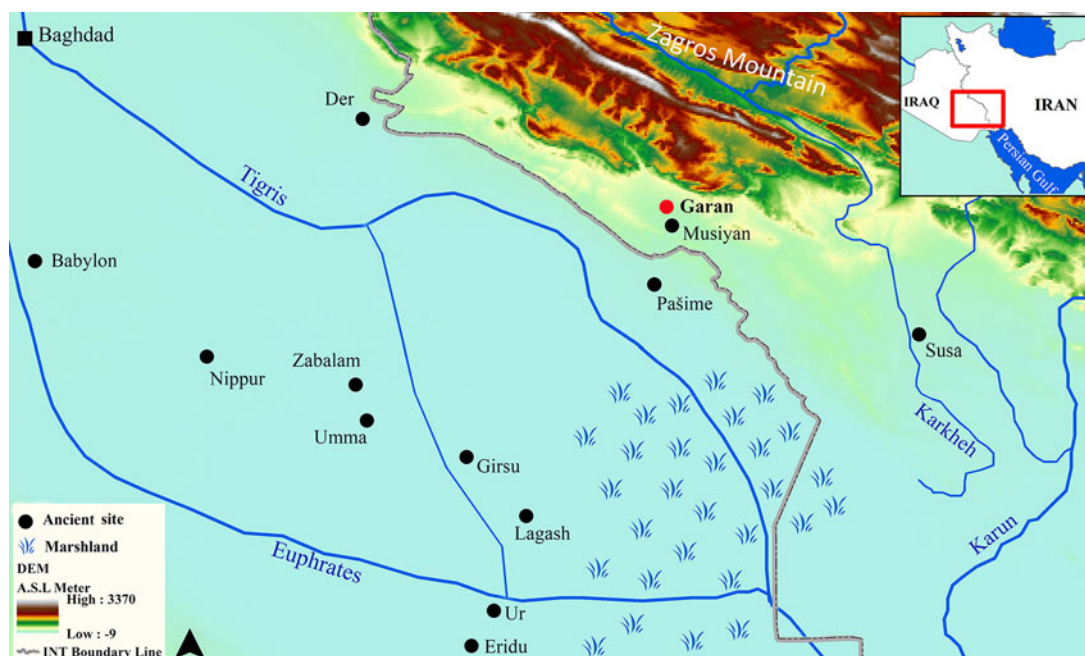 Baghdad
Zagros Mountain
IRAQ
IRAN
Persian Gulf
Der
Tigris
Garan
Musiyan
Babylon
Pašime
Susa
Nippur
Zabalam
Umma
Karkheh
Girsu
Lagash
Karun
Euphrates
Ur
Eridu
Ancient site
Marshland
DEM
A.S.L Meter
High : 3370
Low : -9
INT Boundary Line